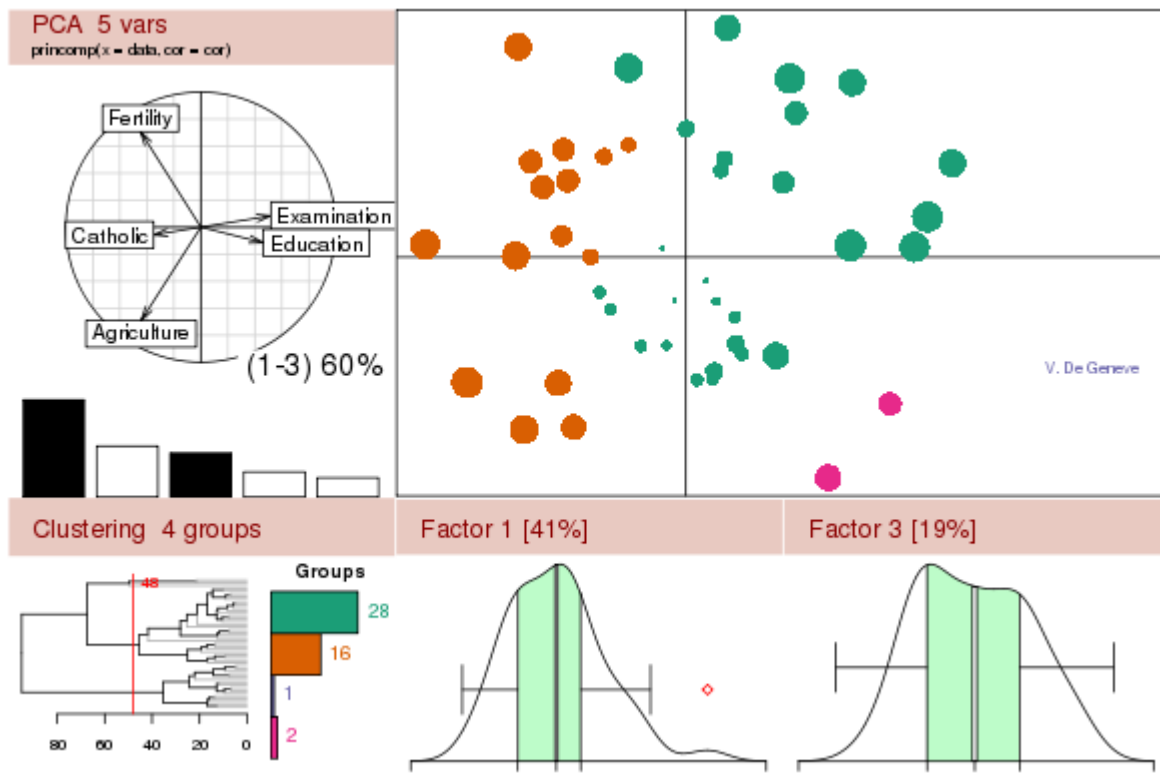 PCA 5 vars
princomp(x = data, cor = cor)
Fertility
Examination
Catholic
Education
Agriculture
(1-3) 60%
V. De Geneve
Clustering 4 groups
Factor 1 [41%]
Factor 3 [19%]
48
Groups
28
16
1
2
80 60 40 20 0